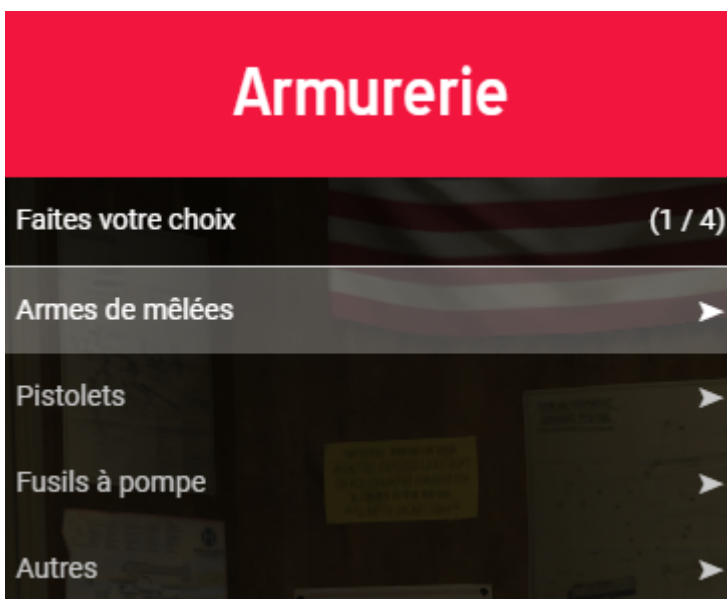 Armurerie
Faites votre choix (1 / 4)
Armes de mêlées
Pistolets
Fusils à pompe
Autres